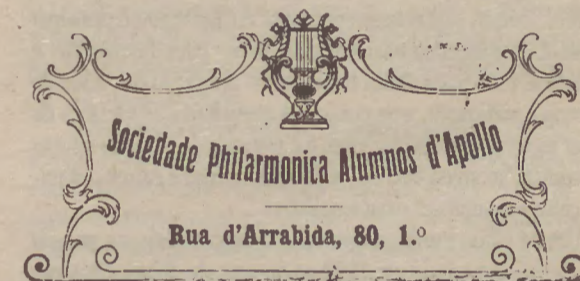 Sociedade Philarmonica Alumnos d'Apollo
Rua d'Arrabida, 80, 1.º